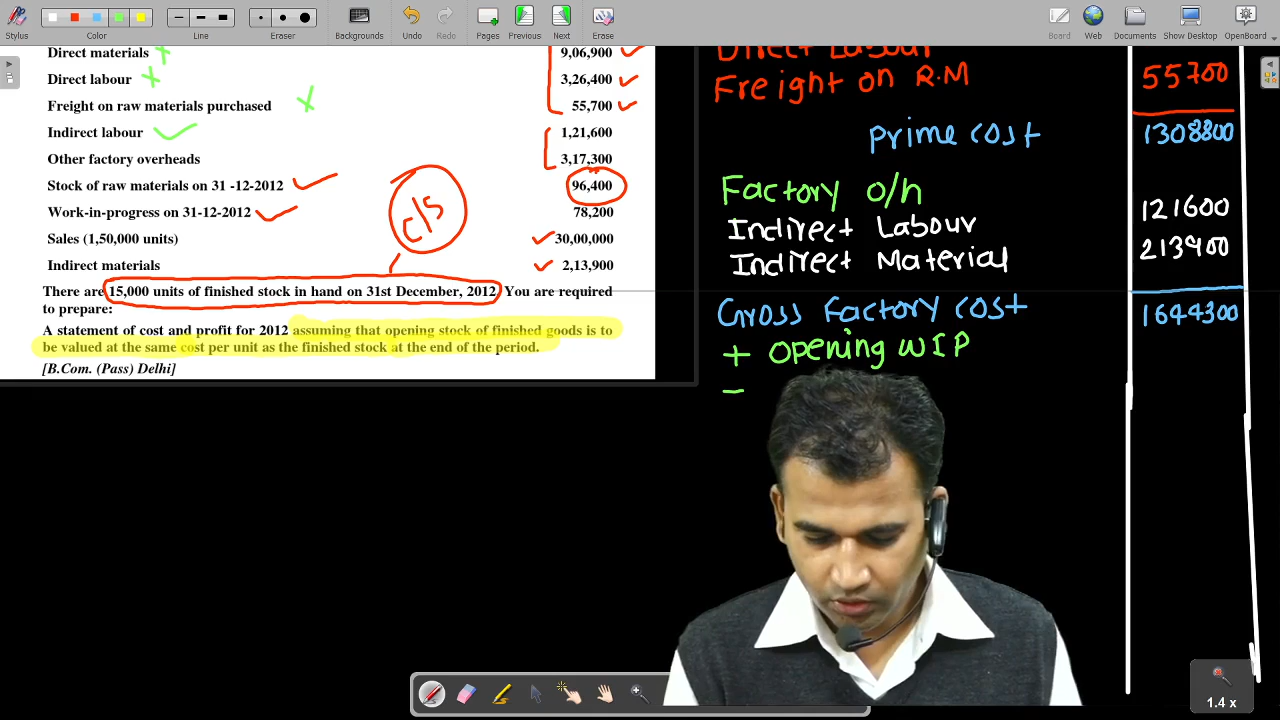 Stylus
Color
Line
Eraser
Backgrounds
Undo
Redo
Pages
Previous
Next
Erase
Board
Web
Documents
Show Desktop
OpenBoard
Direct materials 9,06,900
Direct labour 3,26,400
Freight on raw materials purchased 55,700
Indirect labour 1,21,600
Other factory overheads 3,17,300
Stock of raw materials on 31 -12-2012 96,400
Work-in-progress on 31-12-2012 78,200
Sales (1,50,000 units) 30,00,000
Indirect materials 2,13,900
There are 15,000 units of finished stock in hand on 31st December, 2012 You are required
to prepare:
A statement of cost and profit for 2012 assuming that opening stock of finished goods is to
be valued at the same cost per unit as the finished stock at the end of the period.
[B.Com. (Pass) Delhi]
C/S
Direct Labour
Freight on R.M 55700
prime cost 1308800
Factory o/h
Indirect Labour 121600
Indirect Material 213900
Gross Factory cost 1644300
+ opening WIP
-
1.4 x